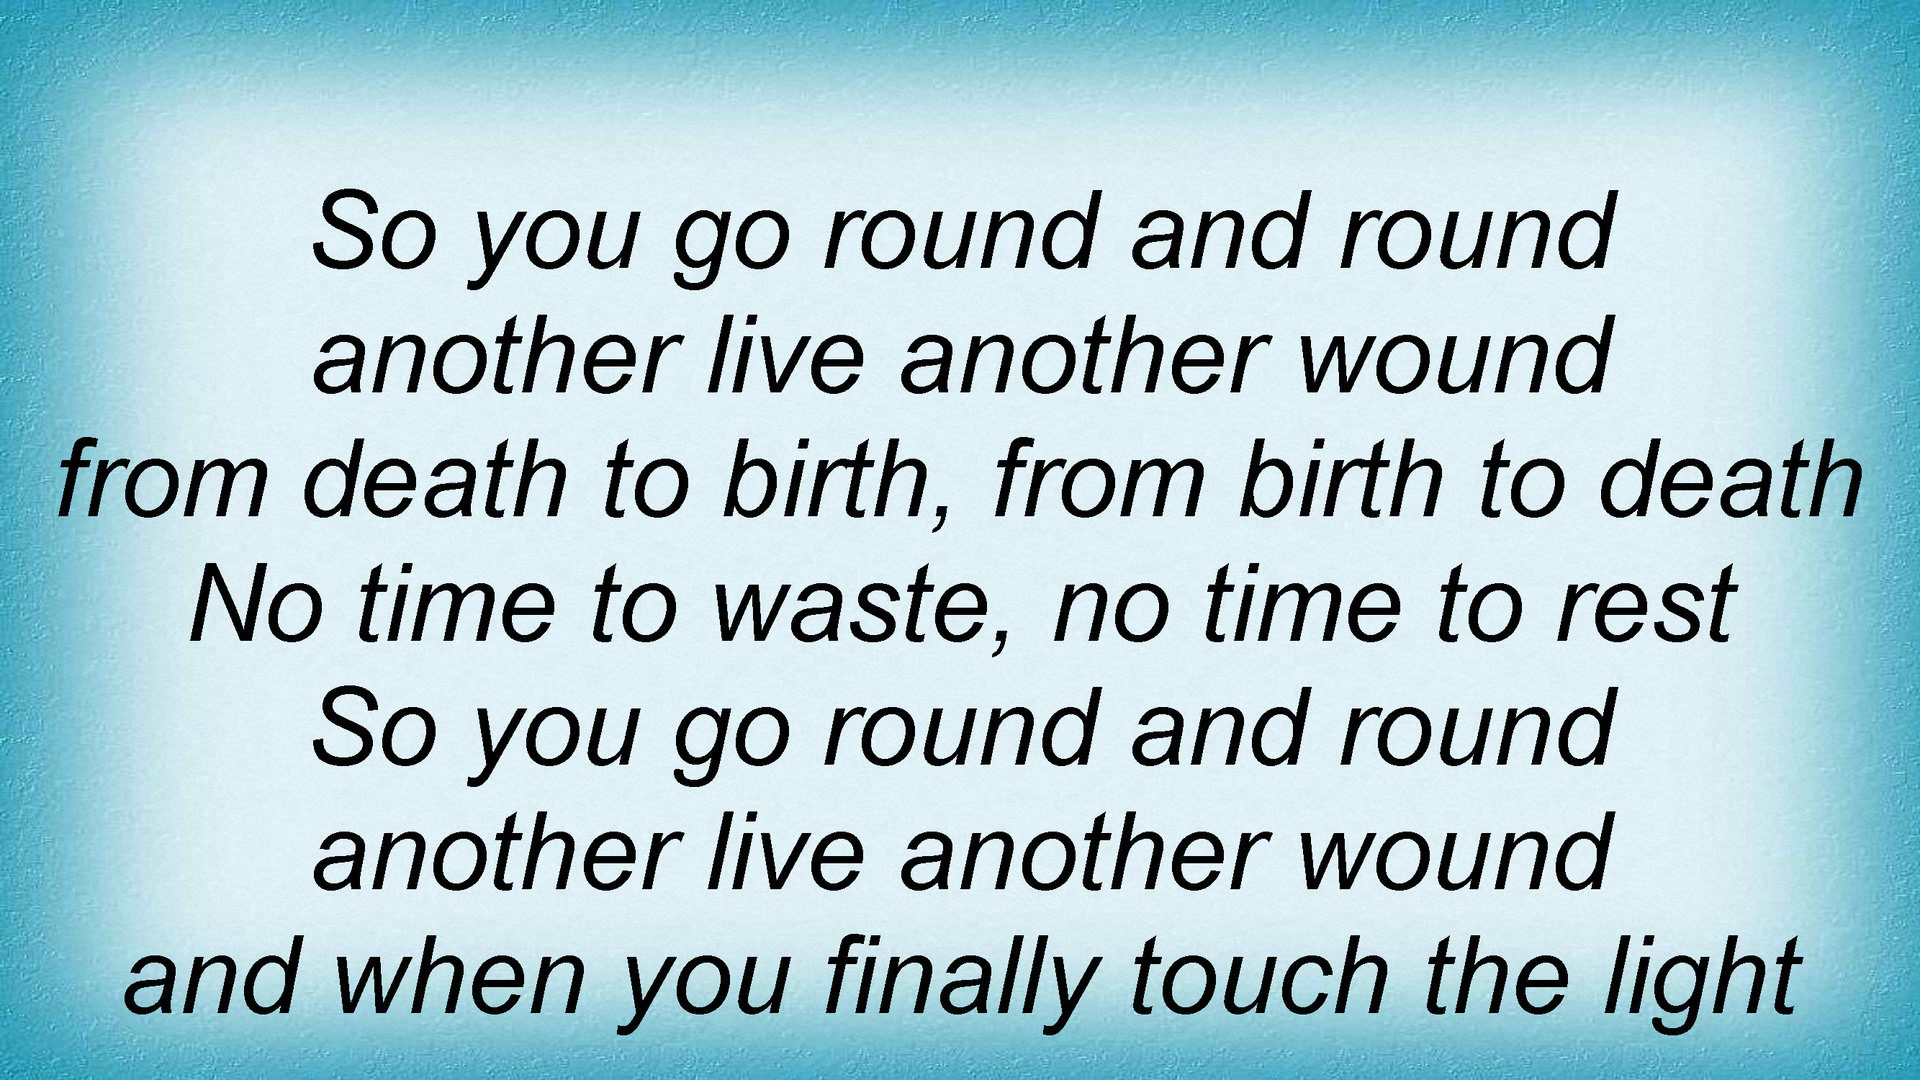 So you go round and round
another live another wound
from death to birth, from birth to death
No time to waste, no time to rest
So you go round and round
another live another wound
and when you finally touch the light